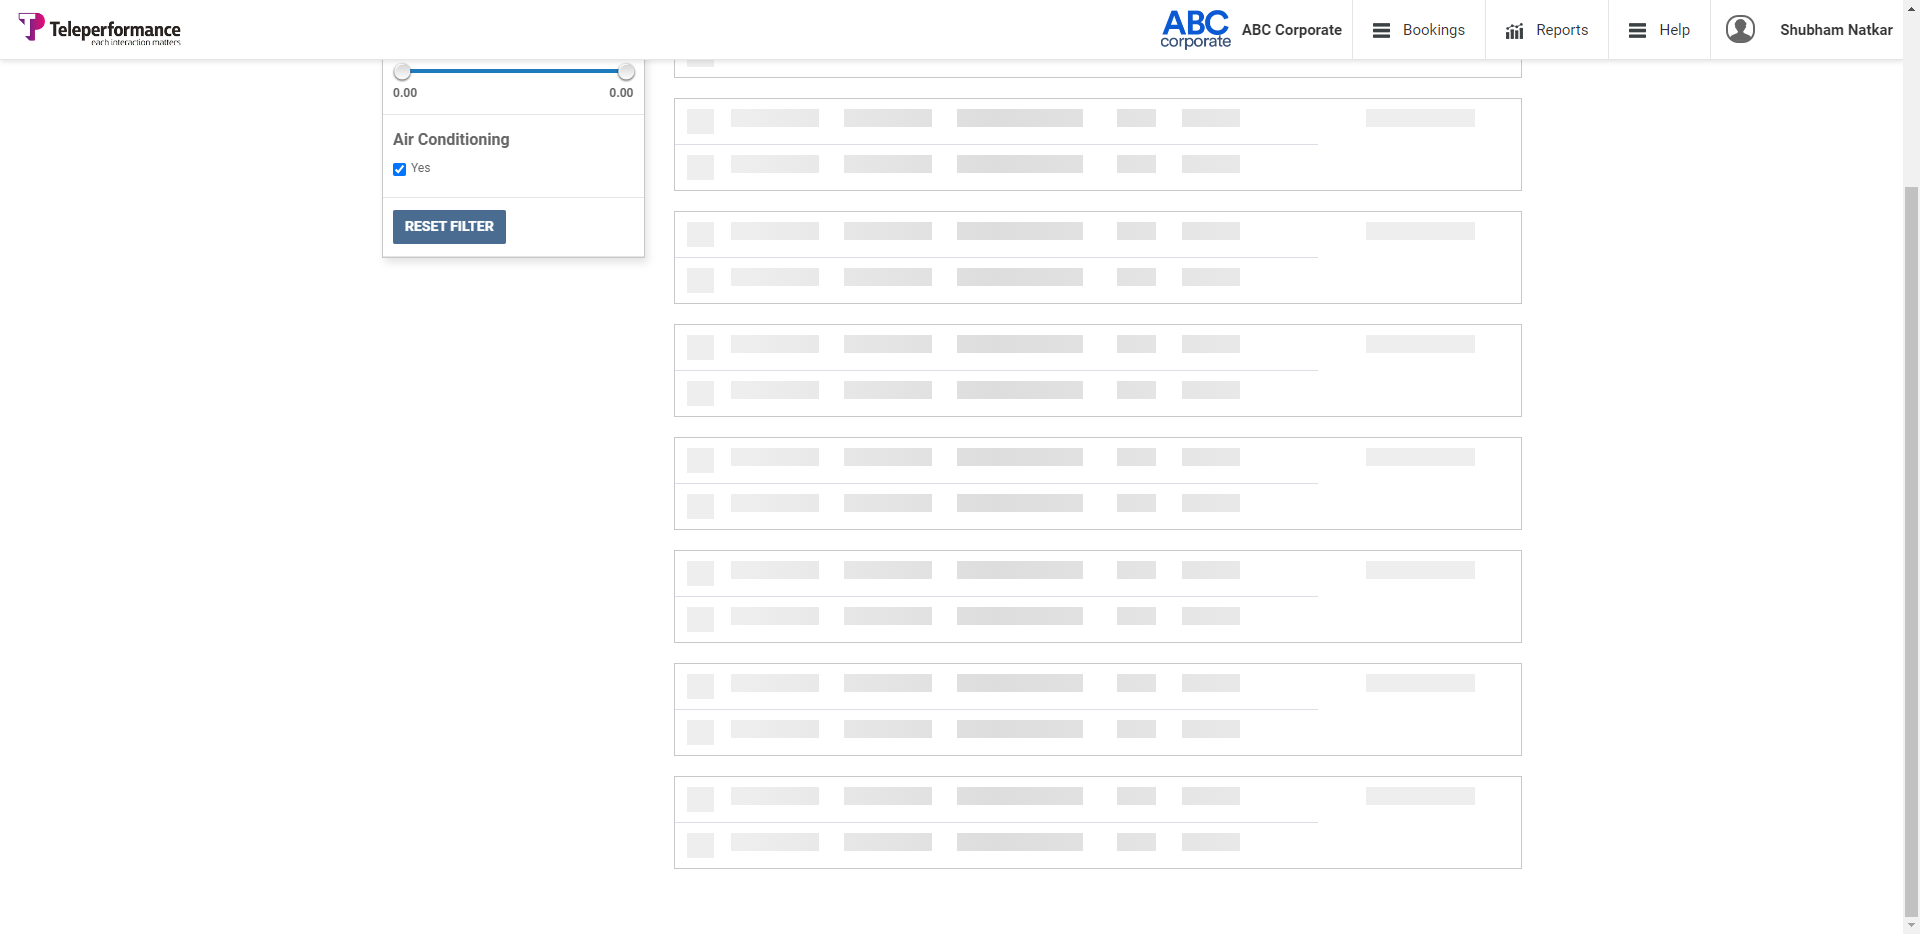 Teleperformance
each interaction matters
ABC
corporate
ABC Corporate
Bookings
Reports
Help
Shubham Natkar
0.00
0.00
Air Conditioning
Yes
RESET FILTER